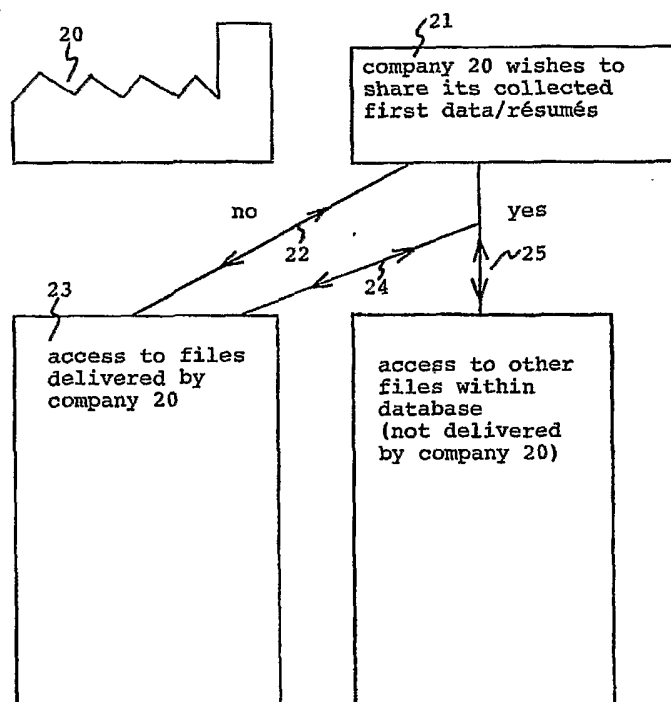 20
21
company 20 wishes to
share its collected
first data/résumés
no
yes
22
24
25
23
access to files
delivered by
company 20
access to other
files within
database
(not delivered
by company 20)